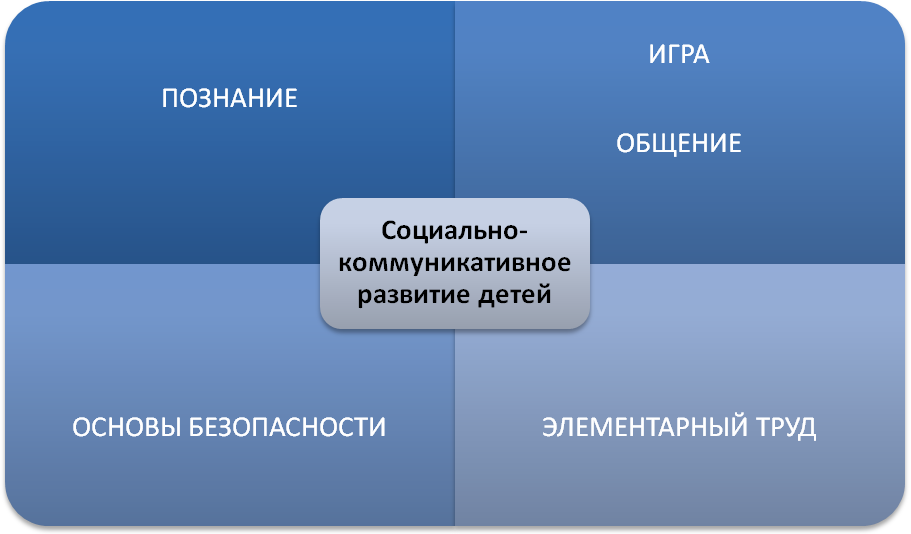 ПОЗНАНИЕ
ИГРА
ОБЩЕНИЕ
Социально-
коммуникативное
развитие детей
ОСНОВЫ БЕЗОПАСНОСТИ
ЭЛЕМЕНТАРНЫЙ ТРУД